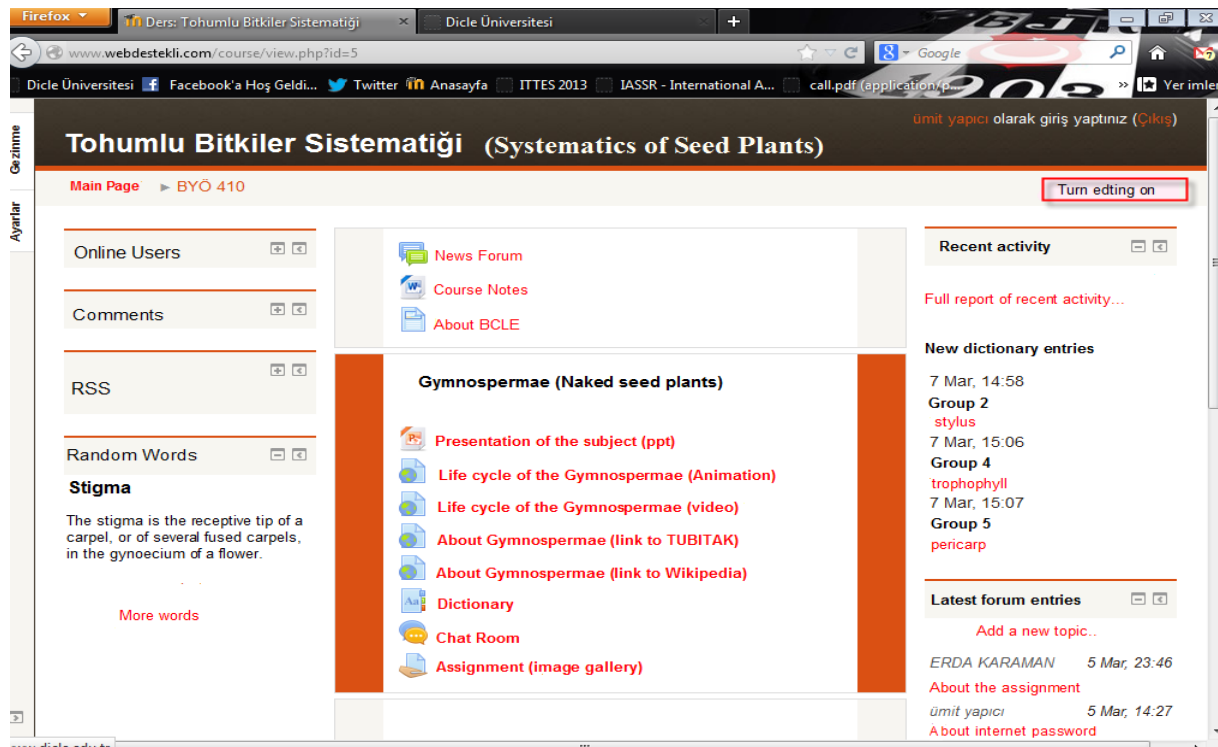 Firefox
Ders: Tohumlu Bitkiler Sistematiği
Dicle Üniversitesi
www.webdestekli.com/course/view.php?id=5
Google
Dicle Üniversitesi
Facebook'a Hoş Geldi...
Twitter
Anasayfa
ITTES 2013
IASSR - International A...
call.pdf (application/p...
Yer imler
1903
Gezinme
Ayarlar
ümit yapıcı olarak giriş yaptınız (Çıkış)
Tohumlu Bitkiler Sistematiği (Systematics of Seed Plants)
Main Page ► BYÖ 410
Turn edting on
Online Users
Comments
RSS
Random Words
Stigma
The stigma is the receptive tip of a
carpel, or of several fused carpels,
in the gynoecium of a flower.
More words
News Forum
Course Notes
About BCLE
Gymnospermae (Naked seed plants)
Presentation of the subject (ppt)
Life cycle of the Gymnospermae (Animation)
Life cycle of the Gymnospermae (video)
About Gymnospermae (link to TUBITAK)
About Gymnospermae (link to Wikipedia)
Dictionary
Chat Room
Assignment (image gallery)
Recent activity
Full report of recent activity...
New dictionary entries
7 Mar, 14:58
Group 2
stylus
7 Mar, 15:06
Group 4
trophophyll
7 Mar, 15:07
Group 5
pericarp
Latest forum entries
Add a new topic..
ERDA KARAMAN 5 Mar, 23:46
About the assignment
ümit yapıcı 5 Mar, 14:27
About internet password